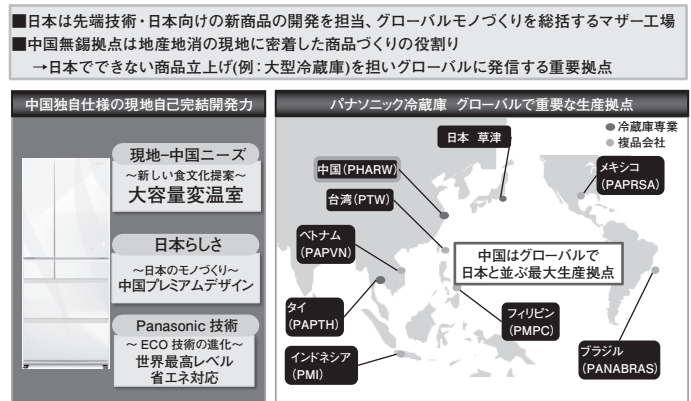 ■日本は先端技術・日本向けの新商品の開発を担当、グローバルモノづくりを総括するマザー工場
■中国無錫拠点は地産地消の現地に密着した商品づくりの役割り
→日本でできない商品立上げ(例:大型冷蔵庫)を担いグローバルに発信する重要拠点
中国独自仕様の現地自己完結開発力
現地-中国ニーズ
~新しい食文化提案~
大容量変温室
日本らしさ
~日本のモノづくり~
中国プレミアムデザイン
Panasonic 技術
~ ECO 技術の進化~
世界最高レベル
省エネ対応
パナソニック冷蔵庫 グローバルで重要な生産拠点
●冷蔵庫専業
●複品会社
日本 草津
中国(PHARW)
台湾(PTW)
メキシコ
(PAPRSA)
ベトナム
(PAPVN)
中国はグローバルで
日本と並ぶ最大生産拠点
タイ
(PAPTH)
フィリピン
(PMPC)
インドネシア
(PMI)
ブラジル
(PANABRAS)